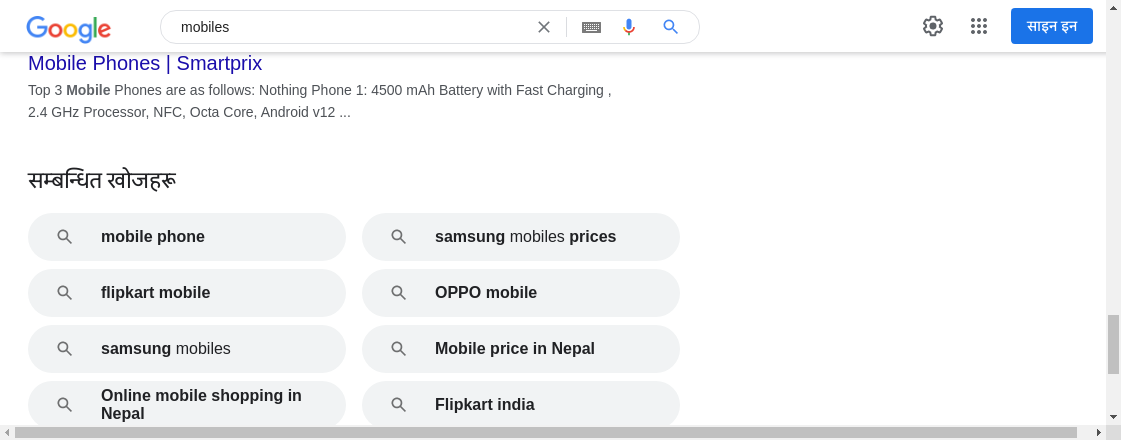 Google
mobiles
साइन इन
Mobile Phones | Smartprix
Top 3 Mobile Phones are as follows: Nothing Phone 1: 4500 mAh Battery with Fast Charging ,
2.4 GHz Processor, NFC, Octa Core, Android v12 ...
सम्बन्धित खोजहरू
mobile phone
samsung mobiles prices
flipkart mobile
OPPO mobile
samsung mobiles
Mobile price in Nepal
Online mobile shopping in
Nepal
Flipkart india